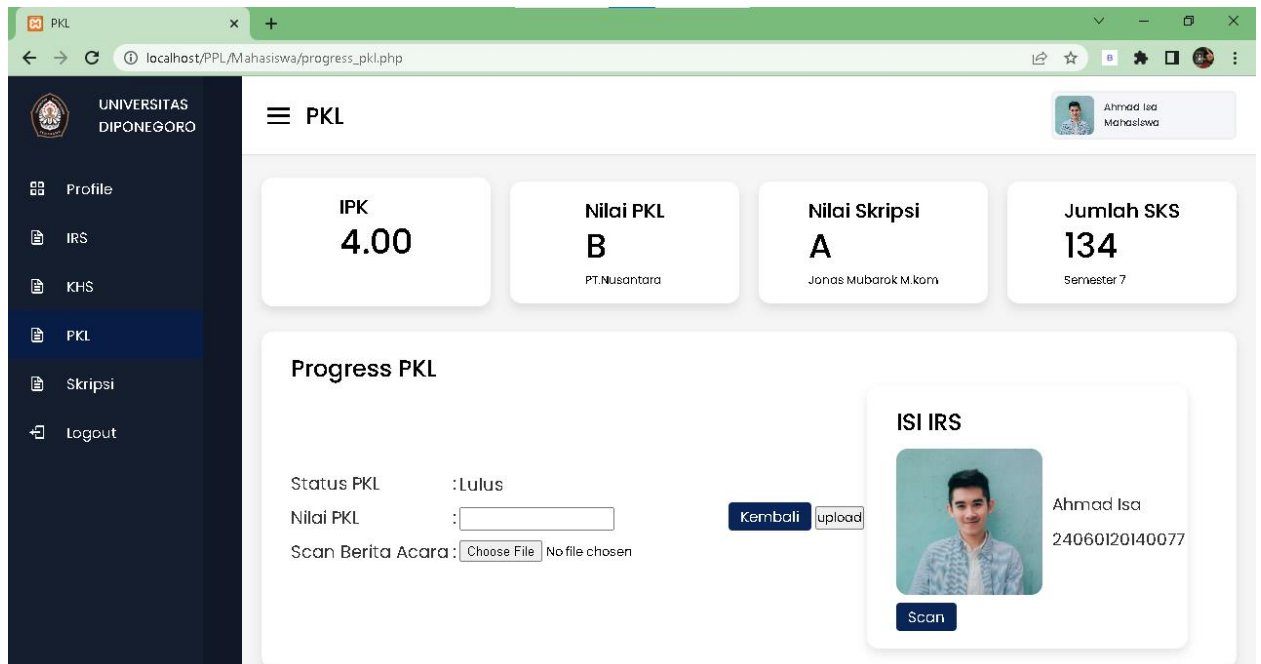 PKL
localhost/PPL/Mahasiswa/progress_pkl.php
B
UNIVERSITAS
DIPONEGORO
PKL
Ahmad Isa
Mahasiswa
Profile
IRS
KHS
PKL
Skripsi
Logout
IPK
4.00
Nilai PKL
B
PT.Nusantara
Nilai Skripsi
A
Jonas Mubarok M.kom
Jumlah SKS
134
Semester 7
Progress PKL
Status PKL :Lulus
Nilai PKL :
Scan Berita Acara : Choose File No file chosen
Kembali upload
ISI IRS
Ahmad Isa
24060120140077
Scan